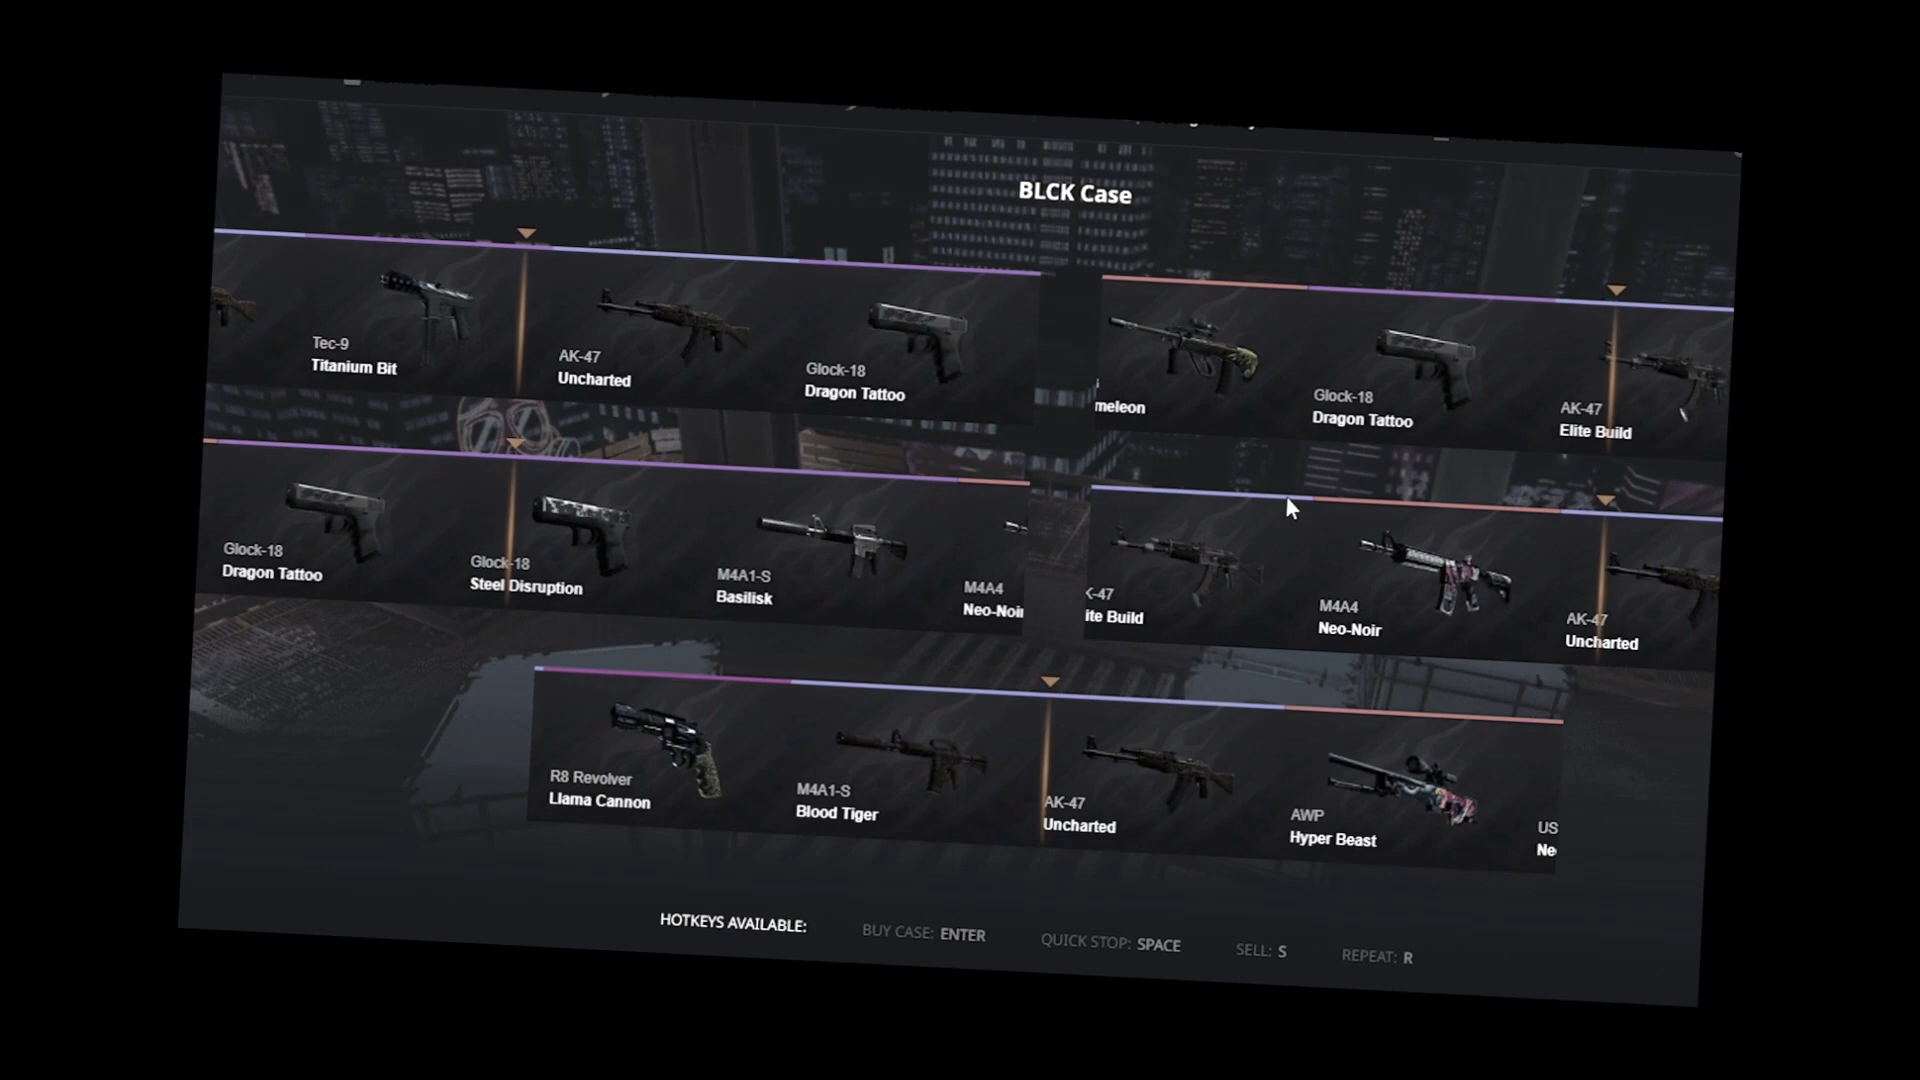 BLCK Case
Tec-9
Titanium Bit
AK-47
Uncharted
Glock-18
Dragon Tattoo
meleon
Glock-18
Dragon Tattoo
AK-47
Elite Build
Glock-18
Dragon Tattoo
Glock-18
Steel Disruption
M4A1-S
Basilisk
M4A4
Neo-Noir
K-47
ite Build
M4A4
Neo-Noir
AK-47
Uncharted
R8 Revolver
Llama Cannon
M4A1-S
Blood Tiger
AK-47
Uncharted
AWP
Hyper Beast
US
Ne
HOTKEYS AVAILABLE: BUY CASE: ENTER QUICK STOP: SPACE SELL: S REPEAT: R